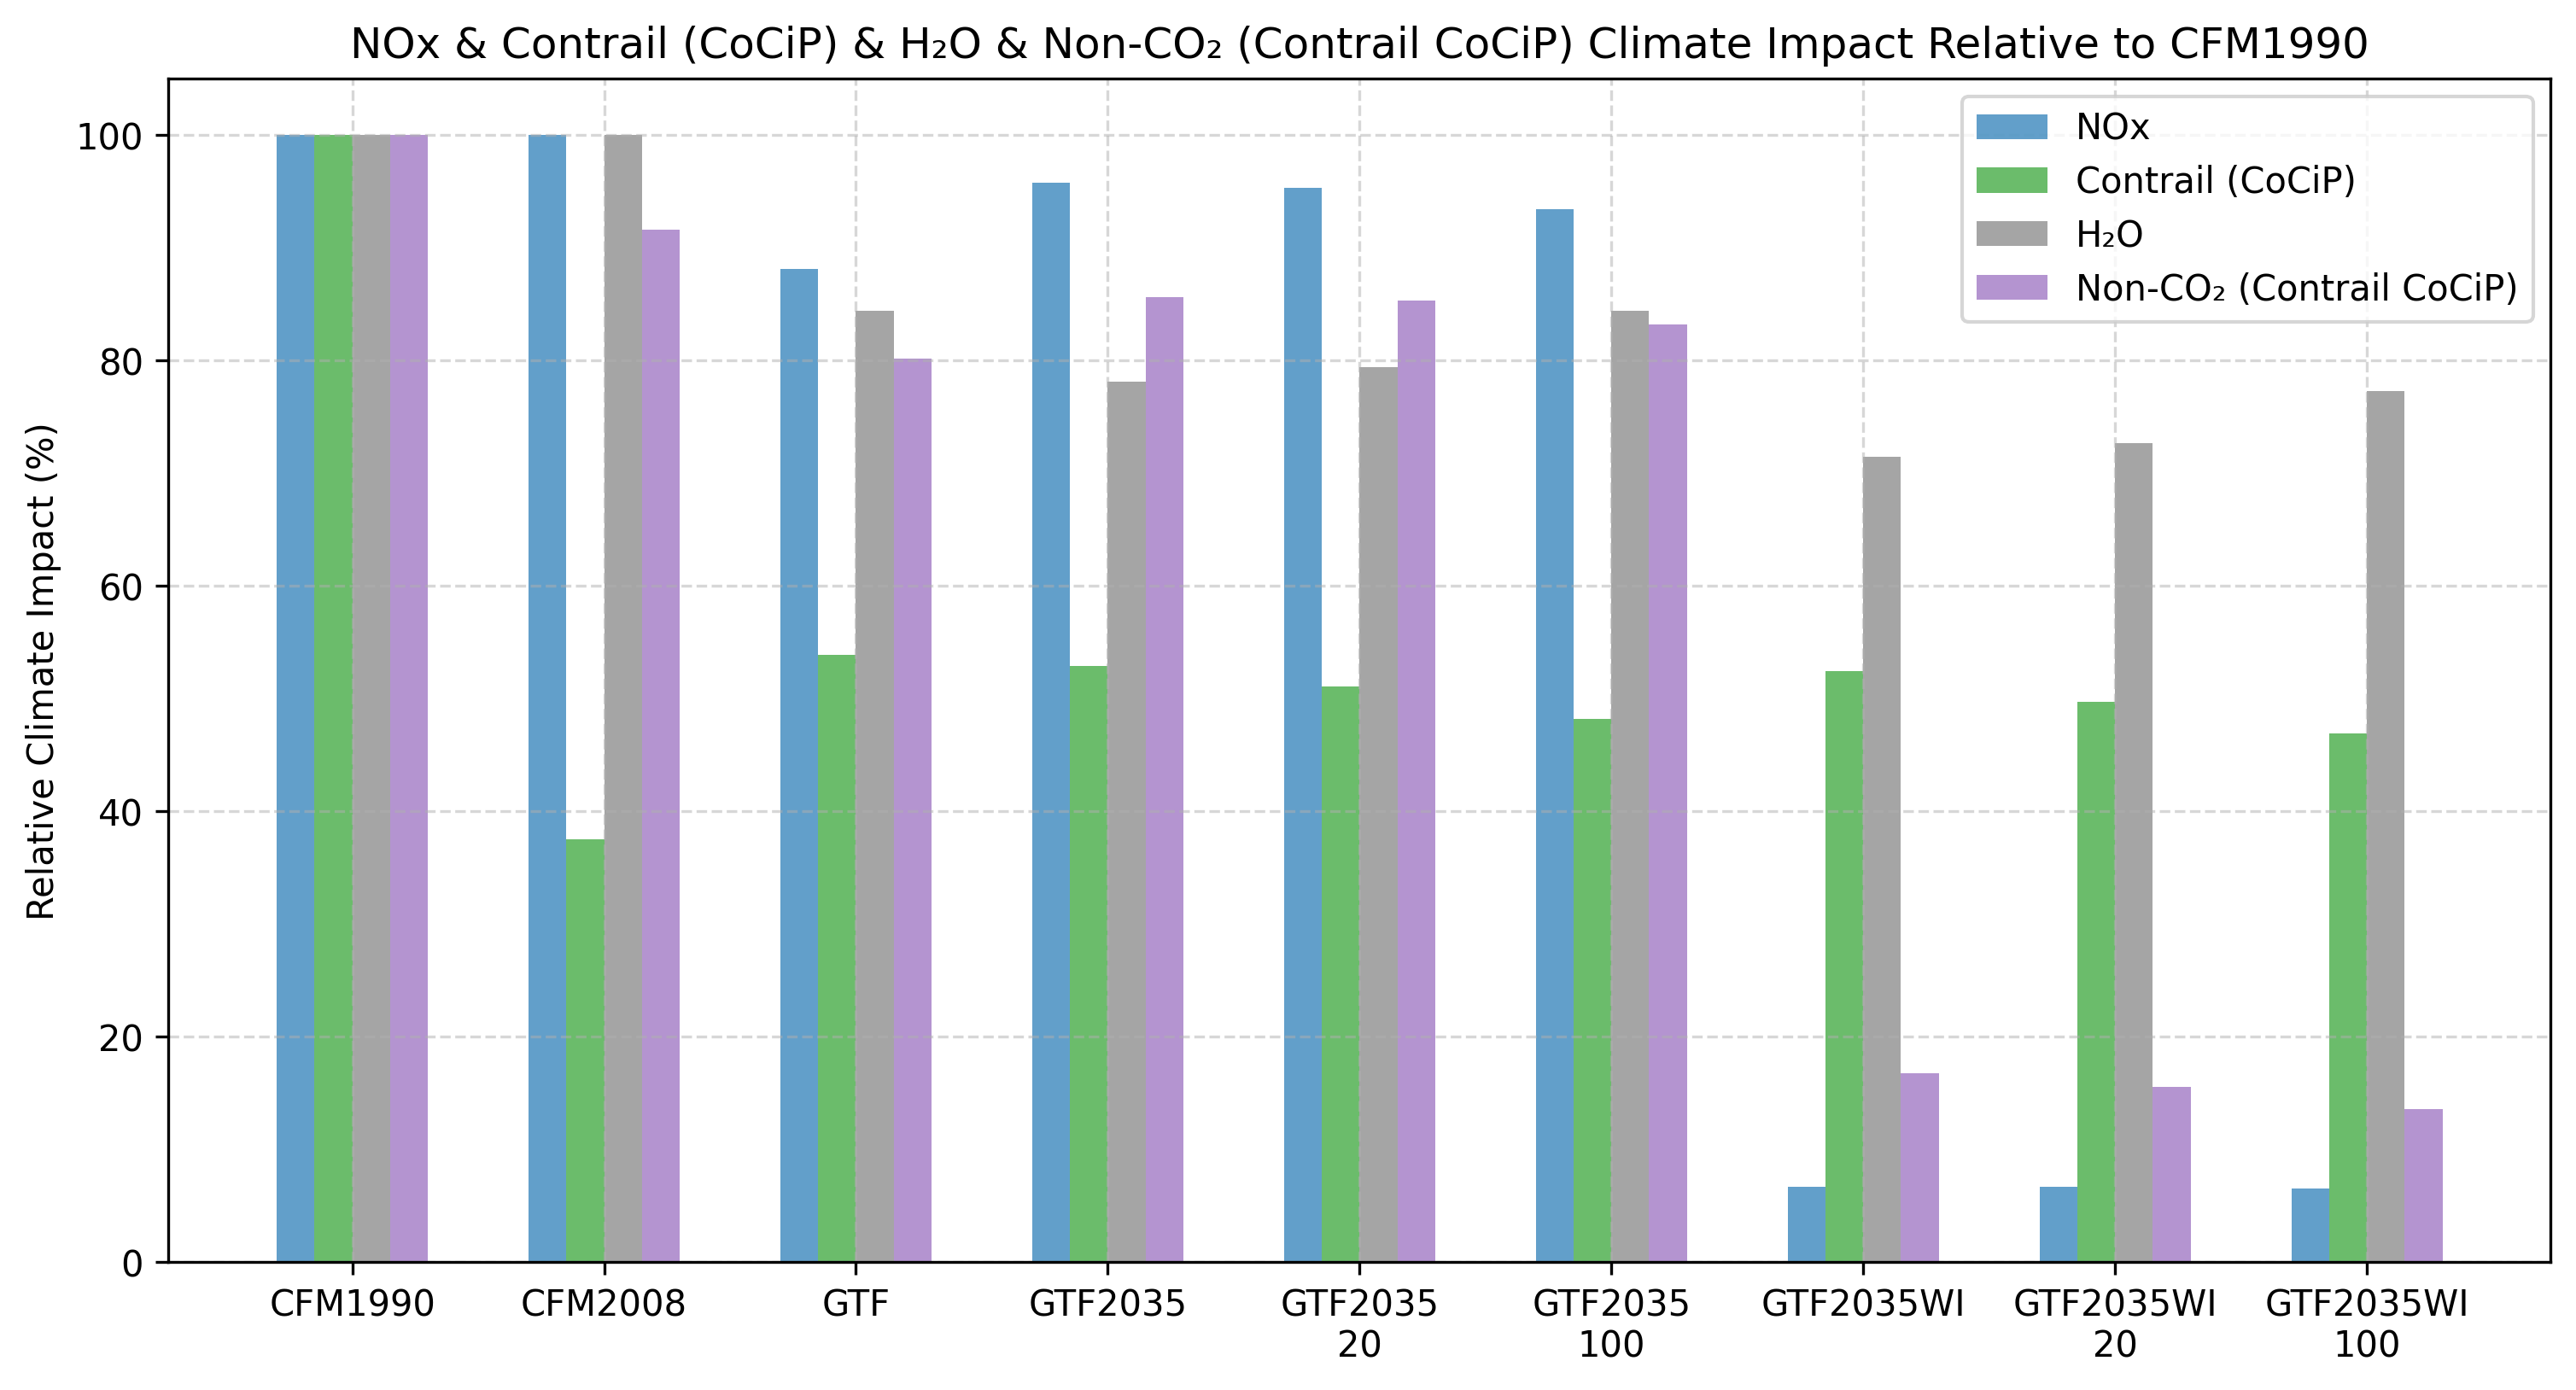 NOx & Contrail (CoCiP) & H₂O & Non-CO₂ (Contrail CoCiP) Climate Impact Relative to CFM1990
Relative Climate Impact (%)
100
80
60
40
20
0
NOx
Contrail (CoCiP)
H₂O
Non-CO₂ (Contrail CoCiP)
CFM1990 CFM2008 GTF GTF2035 GTF2035 GTF2035 GTF2035WI GTF2035WI GTF2035WI
20 100 20 100